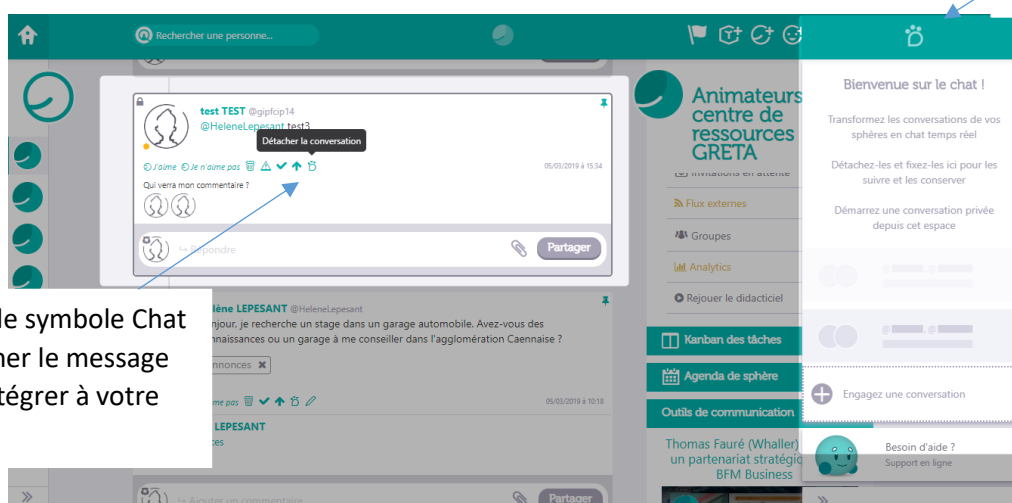 Rechercher une personne...
test TEST @gipfcip14
@HeleneLepesant test3
Détacher la conversation
J'aime Je n'aime pas
05/03/2019 à 15:34
Qui verra mon commentaire ?
Répondre
Partager
lène LEPESANT @HeleneLepesant
njour, je recherche un stage dans un garage automobile. Avez-vous des
nnaissances ou un garage à me conseiller dans l'agglomération Caennaise ?
nnonces
me pas
05/03/2019 à 10:18
LEPESANT
ces
Ajouter un commentaire
Partager
le symbole Chat
her le message
tégrer à votre
Animateurs
centre de
ressources
GRETA
Invitations en attente
Flux externes
Groupes
Analytics
Rejouer le didacticiel
Kanban des tâches
Agenda de sphère
Outils de communication
Thomas Fauré (Whaller)
un partenariat stratégiq
BFM Business
Bienvenue sur le chat !
Transformez les conversations de vos
sphères en chat temps réel
Détachez-les et fixez-les ici pour les
suivre et les conserver
Démarrez une conversation privée
depuis cet espace
Engagez une conversation
Besoin d'aide ?
Support en ligne